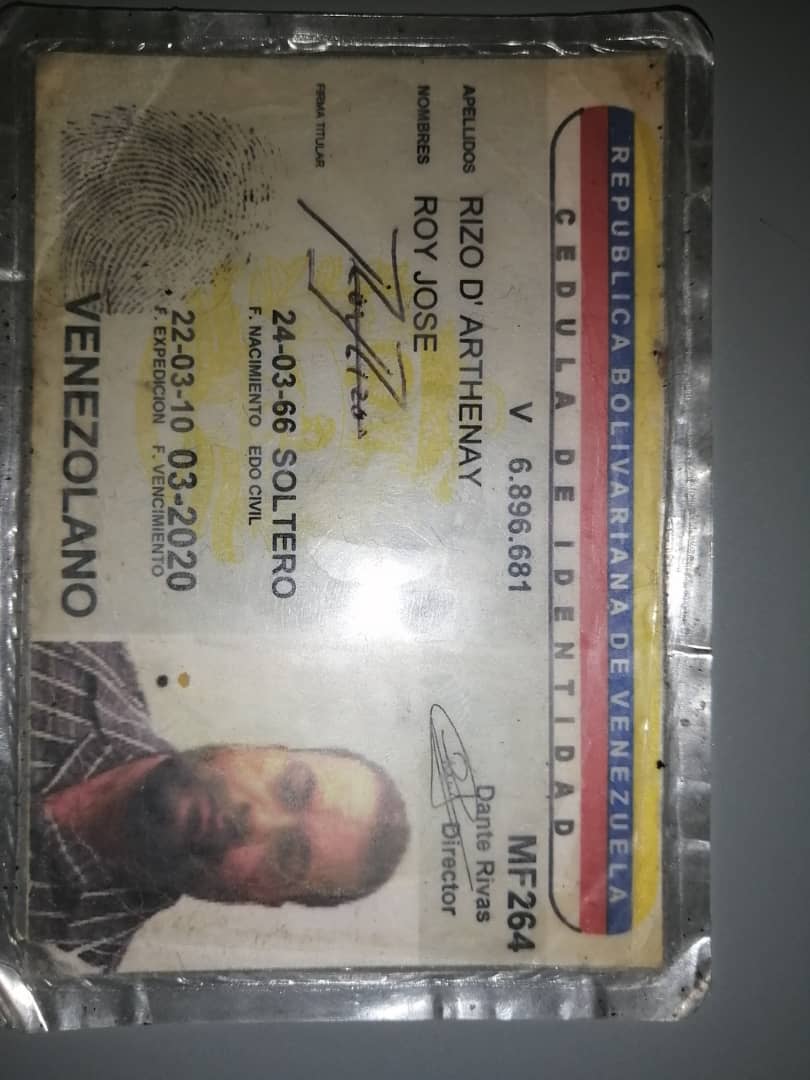 REPUBLICA BOLIVARIANA DE VENEZUELA
CEDULA DE IDENTIDAD
V 6.896.681 MF264
APELLIDOS RIZO D' ARTHENAY
Dante Rivas
Director
NOMBRES ROY JOSE
FIRMA TITULAR
24-03-66 SOLTERO
F. NACIMIENTO EDO CIVIL
22-03-10 03-2020
F. EXPEDICION F. VENCIMIENTO
VENEZOLANO